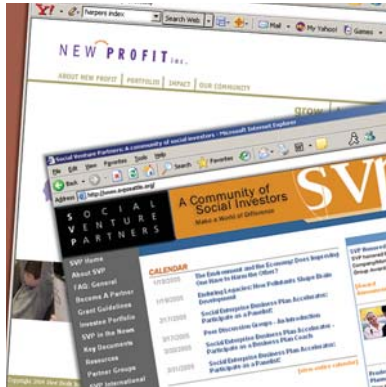 Y! harpers index Search Web Mail My Yahoo! Games
NEW PROFIT inc.
ABOUT NEW PROFIT PORTFOLIO IMPACT OUR COMMUNITY
grow
Social Venture Partners: A community of social investors - Microsoft Internet Explorer
File Edit View Favorites Tools Help
Back Search Favorites
Address http://www.svpseattle.org/
SOCIAL
VENTURE
PARTNERS
A Community of
Social Investors
Make a World of Difference
SVP
SVP Home
About SVP
FAQ: General
Become A Partner
Grant Guidelines
Investee Portfolio
SVP in the News
Key Documents
Resources
Partner Groups
SVP International
CALENDAR
The Environment and the Economy: Does Improving
One Have to Harm the Other?
Enduring Legacies: How Pollutants Shape Brain
Development
Social Enterprise Business Plan Accelerator:
Participate as a Panelist!
Peer Discussion Groups - An Introduction
Social Enterprise Business Plan Accelerator -
Participate as a Business Plan Coach
Social Enterprise Business Plan Accelerator:
Participate as a Panelist!
[view entire calendar]